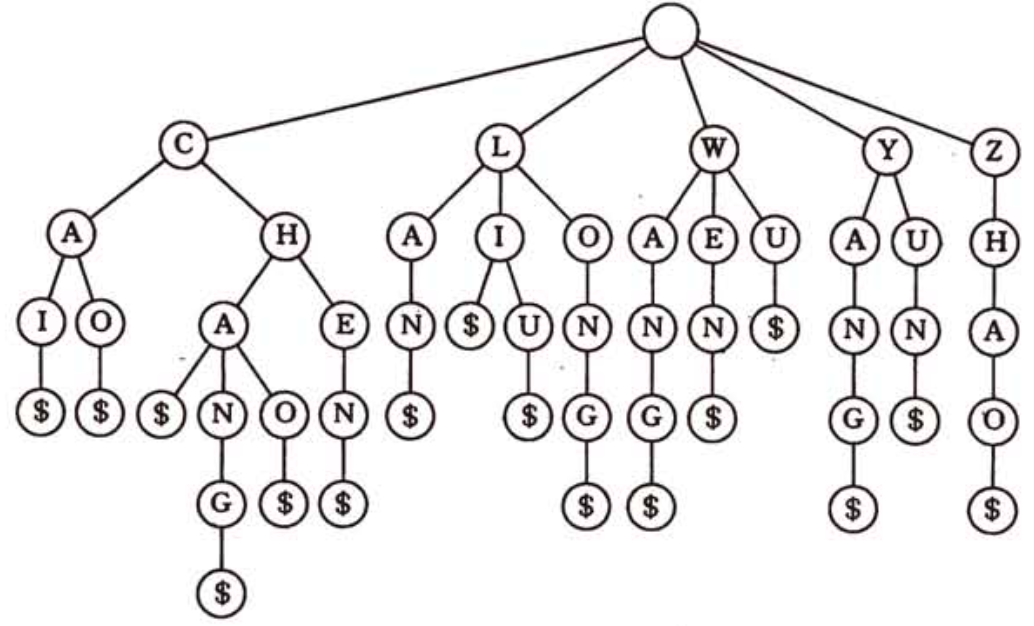 C L W Y Z
A H A I O A E U A U H
I O A E N $ U N N N $ N N A
$ $ $ N O N $ $ G G $ G $ O
G $ $ $ $ $ $
$